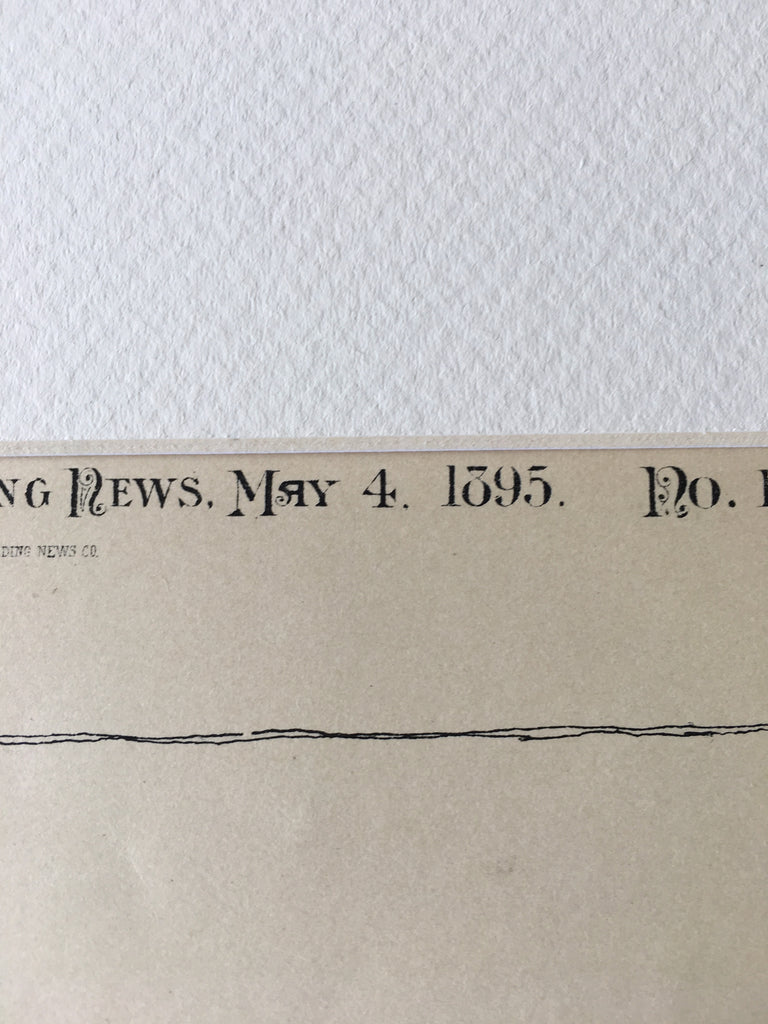 NG NEWS. MAY 4. 1895. NO.
DING NEWS CO.